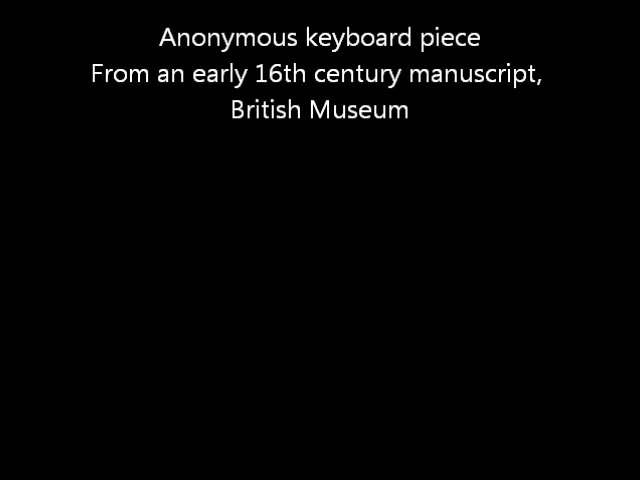 Anonymous keyboard piece
From an early 16th century manuscript,
British Museum